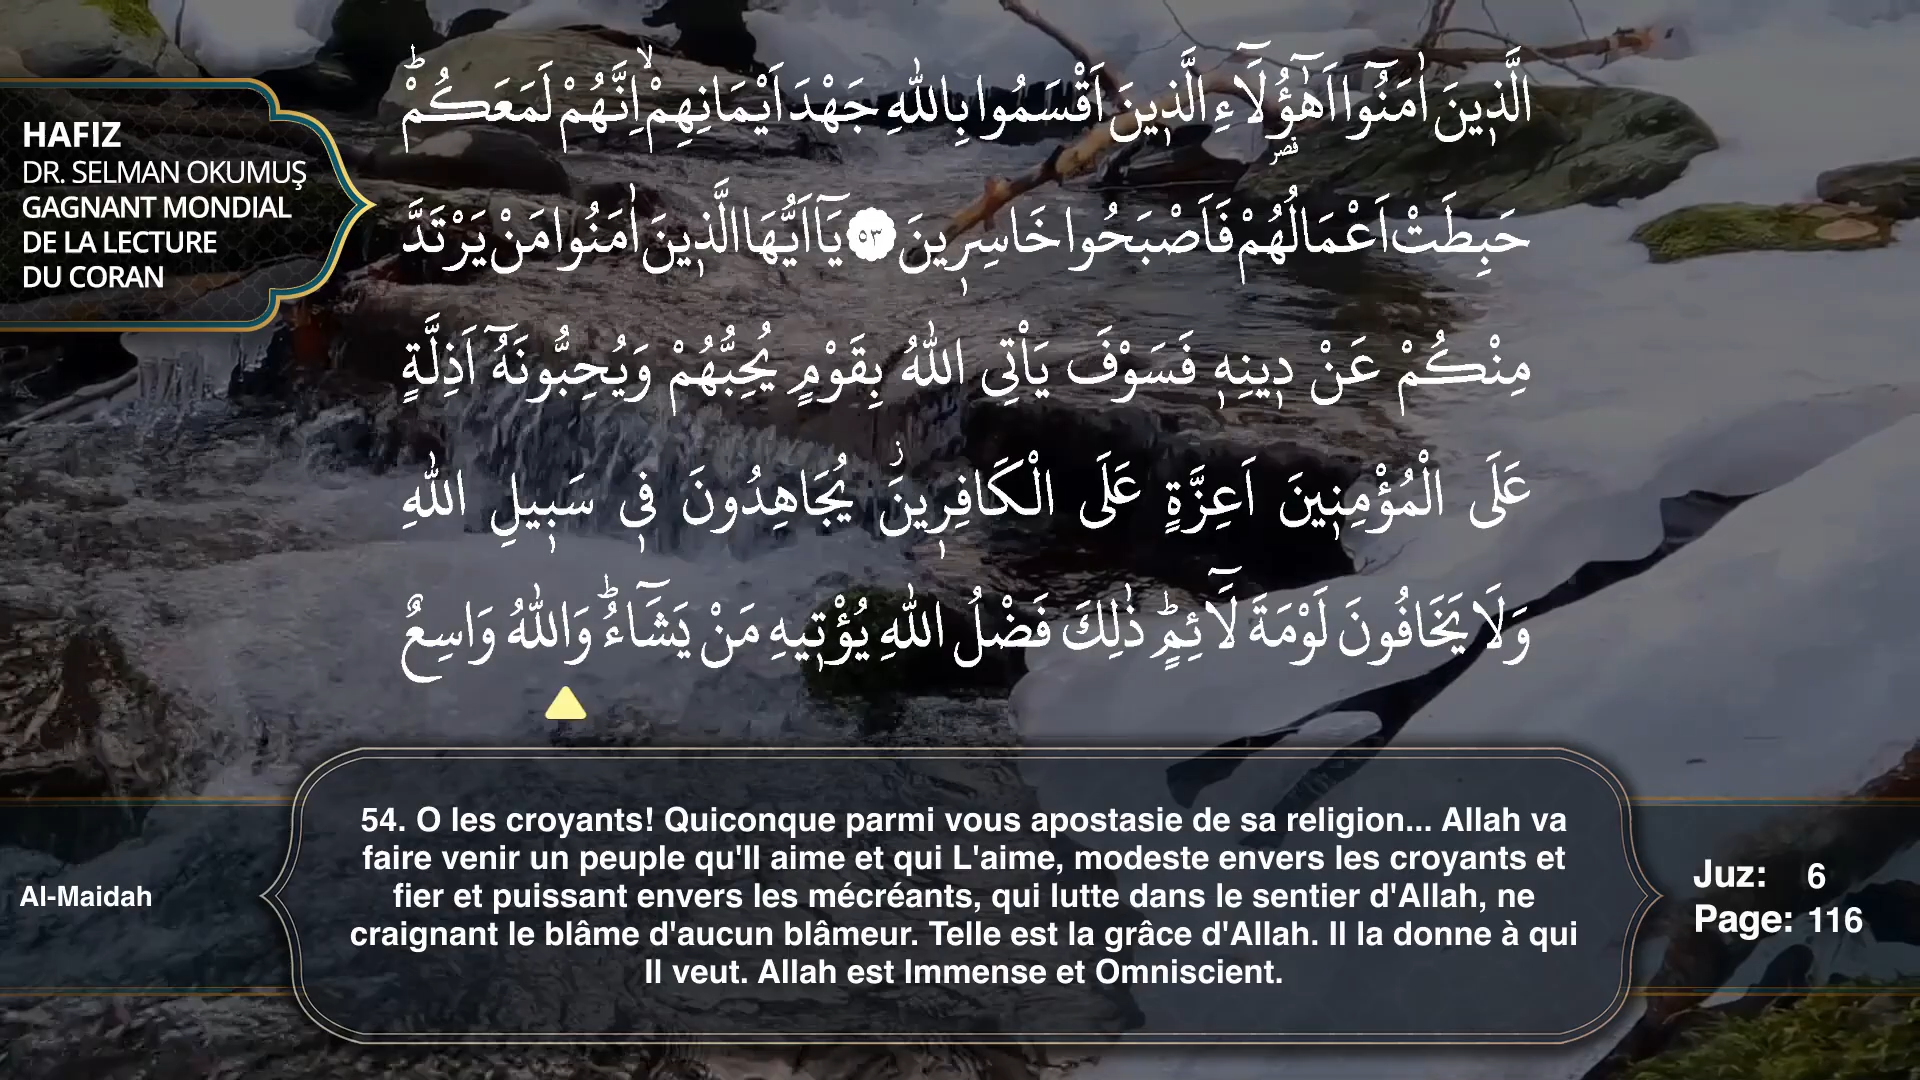 الَّذ۪ينَ اٰمَنُٓوا اَهٰٓؤُ۬لَٓاءِ الَّذ۪ينَ اَقْسَمُوا بِاللّٰهِ جَهْدَ اَيْمَانِهِمْۙ اِنَّهُمْ لَمَعَكُمْۜ
قصر
حَبِطَتْ اَعْمَالُهُمْ فَاَصْبَحُوا خَاسِر۪ينَ ٥٣ يَٓا اَيُّهَا الَّذ۪ينَ اٰمَنُوا مَنْ يَرْتَدَّ
مِنْكُمْ عَنْ د۪ينِه۪ فَسَوْفَ يَأْتِي اللّٰهُ بِقَوْمٍ يُحِبُّهُمْ وَيُحِبُّونَهُٓ اَذِلَّةٍ
عَلَى الْمُؤْمِن۪ينَ اَعِزَّةٍ عَلَى الْكَافِر۪ينَۘ يُجَاهِدُونَ ف۪ي سَب۪يلِ اللّٰهِ
وَلَا يَخَافُونَ لَوْمَةَ لَٓائِمٍۜ ذٰلِكَ فَضْلُ اللّٰهِ يُؤْت۪يهِ مَنْ يَشَٓاءُۜ وَاللّٰهُ وَاسِعٌ
HAFIZ
DR. SELMAN OKUMUŞ
GAGNANT MONDIAL
DE LA LECTURE
DU CORAN
54. O les croyants! Quiconque parmi vous apostasie de sa religion... Allah va
faire venir un peuple qu'Il aime et qui L'aime, modeste envers les croyants et
fier et puissant envers les mécréants, qui lutte dans le sentier d'Allah, ne
craignant le blâme d'aucun blâmeur. Telle est la grâce d'Allah. Il la donne à qui
Il veut. Allah est Immense et Omniscient.
Al-Maidah
Juz: 6
Page: 116